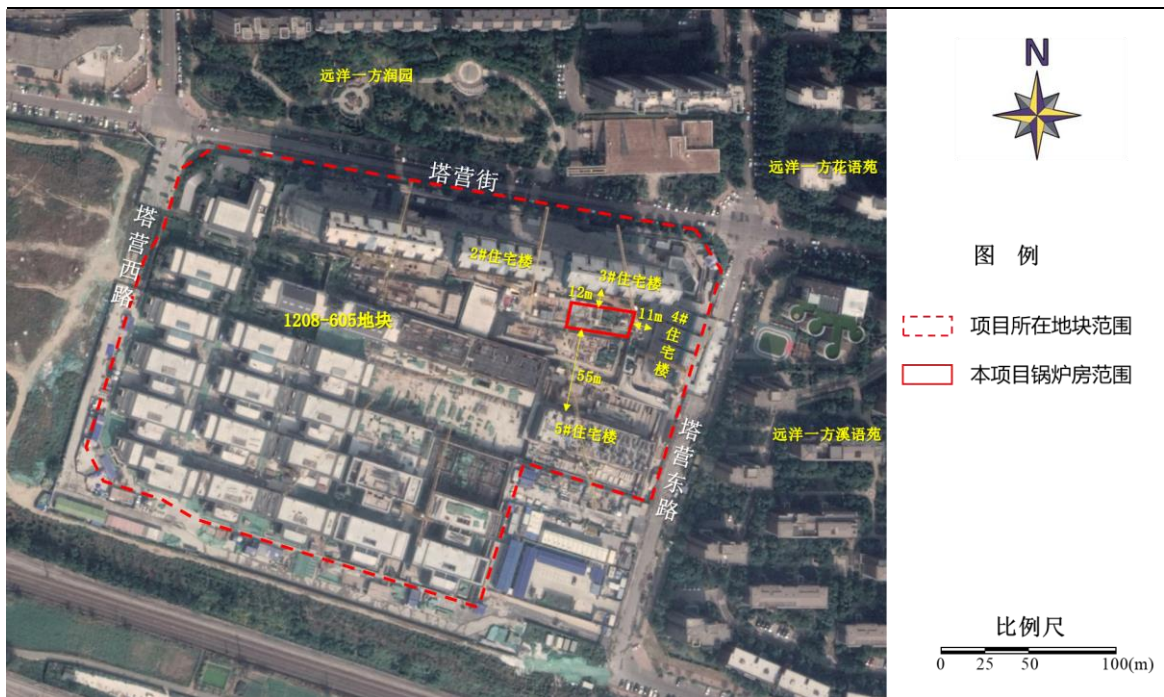 远洋一方润园
塔营街
远洋一方花语苑
塔营西路
2#住宅楼
3#住宅楼
12m
11m
4#住宅楼
1208-605地块
55m
5#住宅楼
塔营东路
远洋一方溪语苑
N
图 例
项目所在地块范围
本项目锅炉房范围
比例尺
0 25 50 100(m)